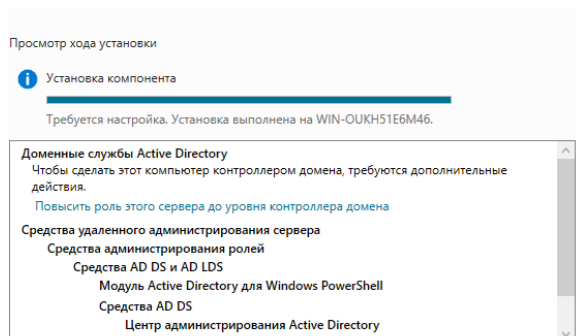 Просмотр хода установки
Установка компонента
Требуется настройка. Установка выполнена на WIN-OUKH51E6M46.
Доменные службы Active Directory
Чтобы сделать этот компьютер контроллером домена, требуются дополнительные
действия.
Повысить роль этого сервера до уровня контроллера домена
Средства удаленного администрирования сервера
Средства администрирования ролей
Средства AD DS и AD LDS
Модуль Active Directory для Windows PowerShell
Средства AD DS
Центр администрирования Active Directory